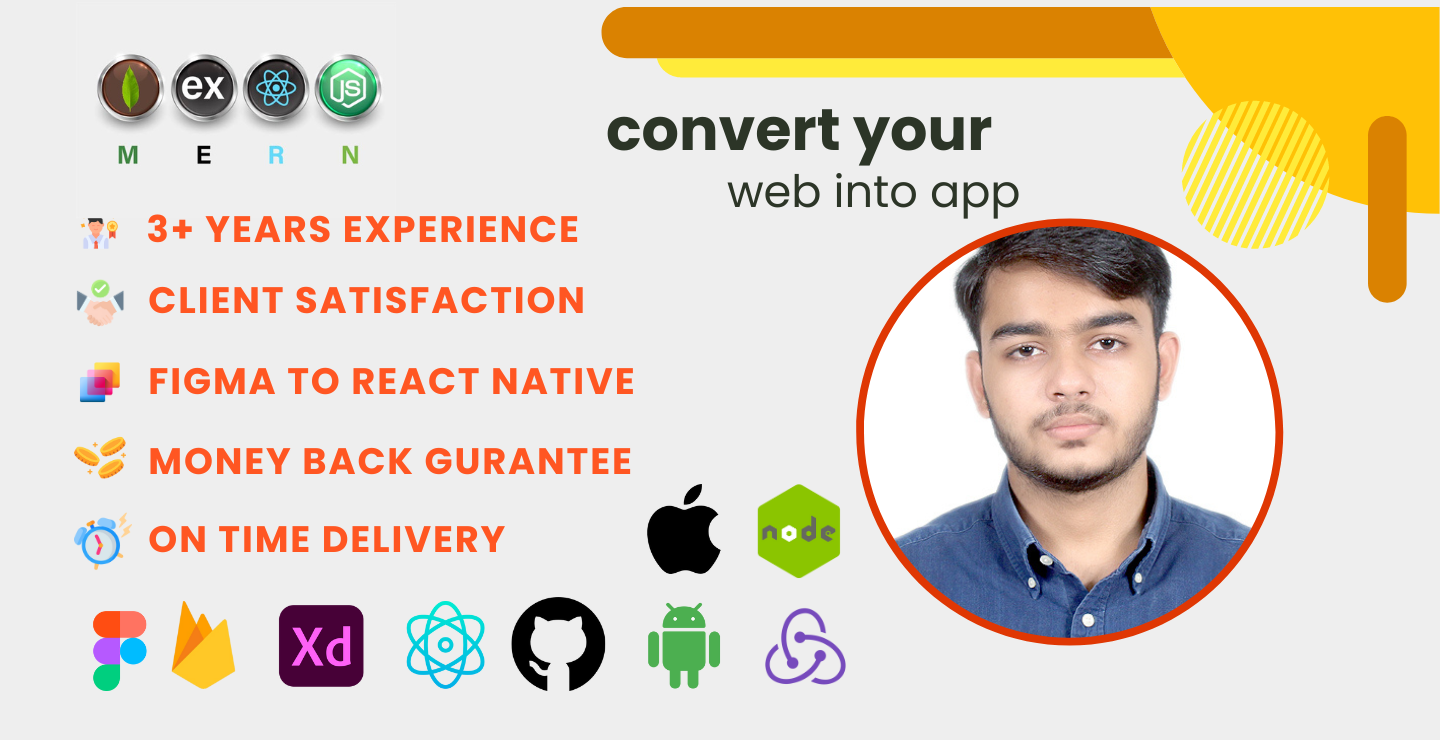 ex
JS
M E R N
convert your
web into app
3+ YEARS EXPERIENCE
CLIENT SATISFACTION
FIGMA TO REACT NATIVE
MONEY BACK GURANTEE
ON TIME DELIVERY
node
Xd